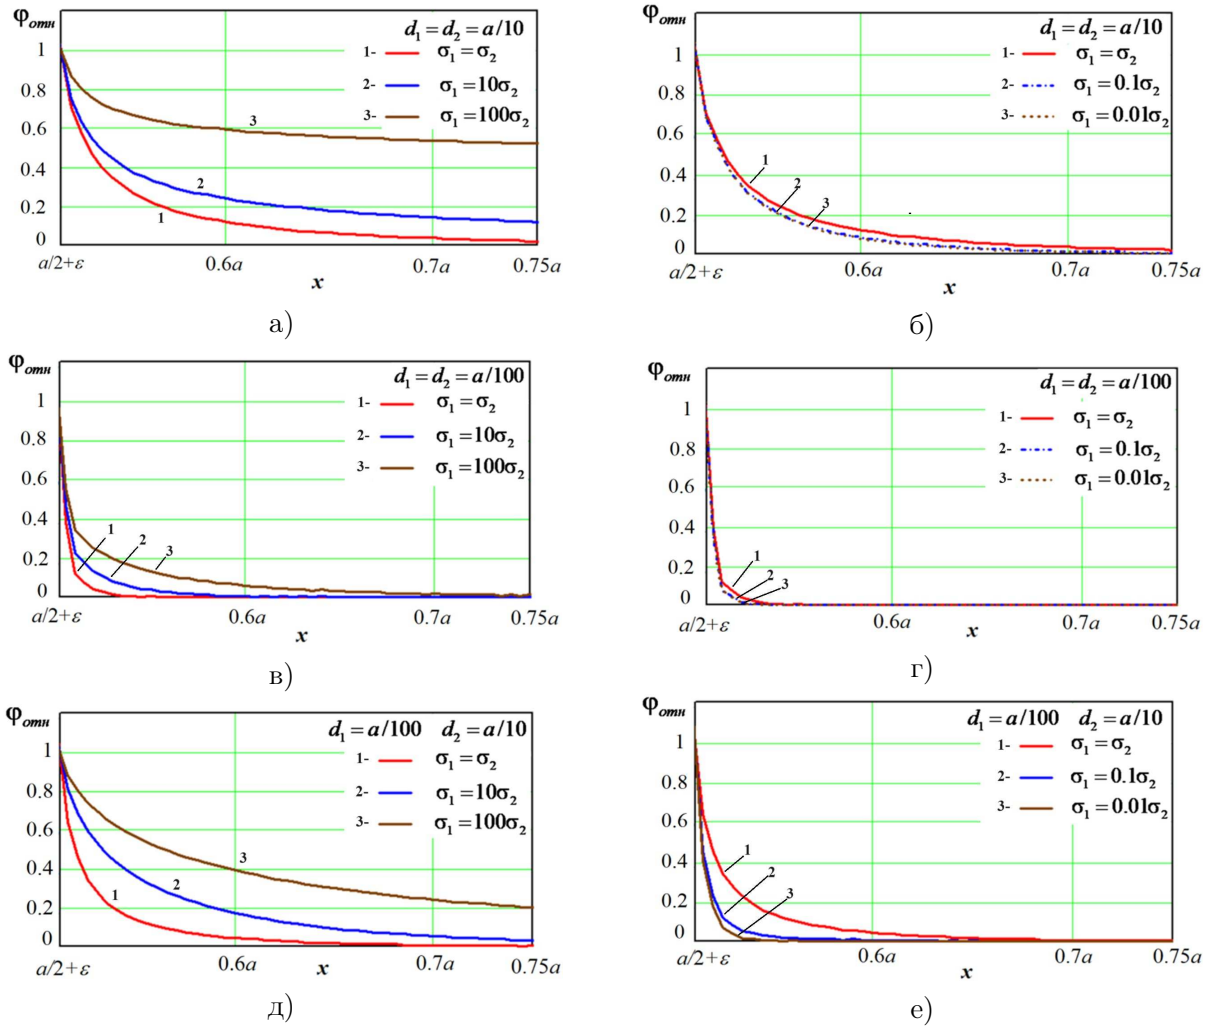 φотн
d₁ = d₂ = a/10
1- σ₁ = σ₂
2- σ₁ = 10σ₂
3- σ₁ = 100σ₂
1
0.8
0.6
0.4
0.2
0
3
2
1
a/2+ε 0.6a 0.7a 0.75a
x
а)
φотн
d₁ = d₂ = a/10
1- σ₁ = σ₂
2- σ₁ = 0.1σ₂
3- σ₁ = 0.01σ₂
1
0.8
0.6
0.4
0.2
0
1
2
3
a/2+ε 0.6a 0.7a 0.75a
x
б)
φотн
d₁ = d₂ = a/100
1- σ₁ = σ₂
2- σ₁ = 10σ₂
3- σ₁ = 100σ₂
1
0.8
0.6
0.4
0.2
0
1
2
3
a/2+ε 0.6a 0.7a 0.75a
x
в)
φотн
d₁ = d₂ = a/100
1- σ₁ = σ₂
2- σ₁ = 0.1σ₂
3- σ₁ = 0.01σ₂
1
0.8
0.6
0.4
0.2
0
1
2
3
a/2+ε 0.6a 0.7a 0.75a
x
г)
φотн
d₁ = a/100 d₂ = a/10
1- σ₁ = σ₂
2- σ₁ = 10σ₂
3- σ₁ = 100σ₂
1
0.8
0.6
0.4
0.2
0
3
2
1
a/2+ε 0.6a 0.7a 0.75a
x
д)
φотн
d₁ = a/100 d₂ = a/10
1- σ₁ = σ₂
2- σ₁ = 0.1σ₂
3- σ₁ = 0.01σ₂
1
0.8
0.6
0.4
0.2
0
1
2
3
a/2+ε 0.6a 0.7a 0.75a
x
е)